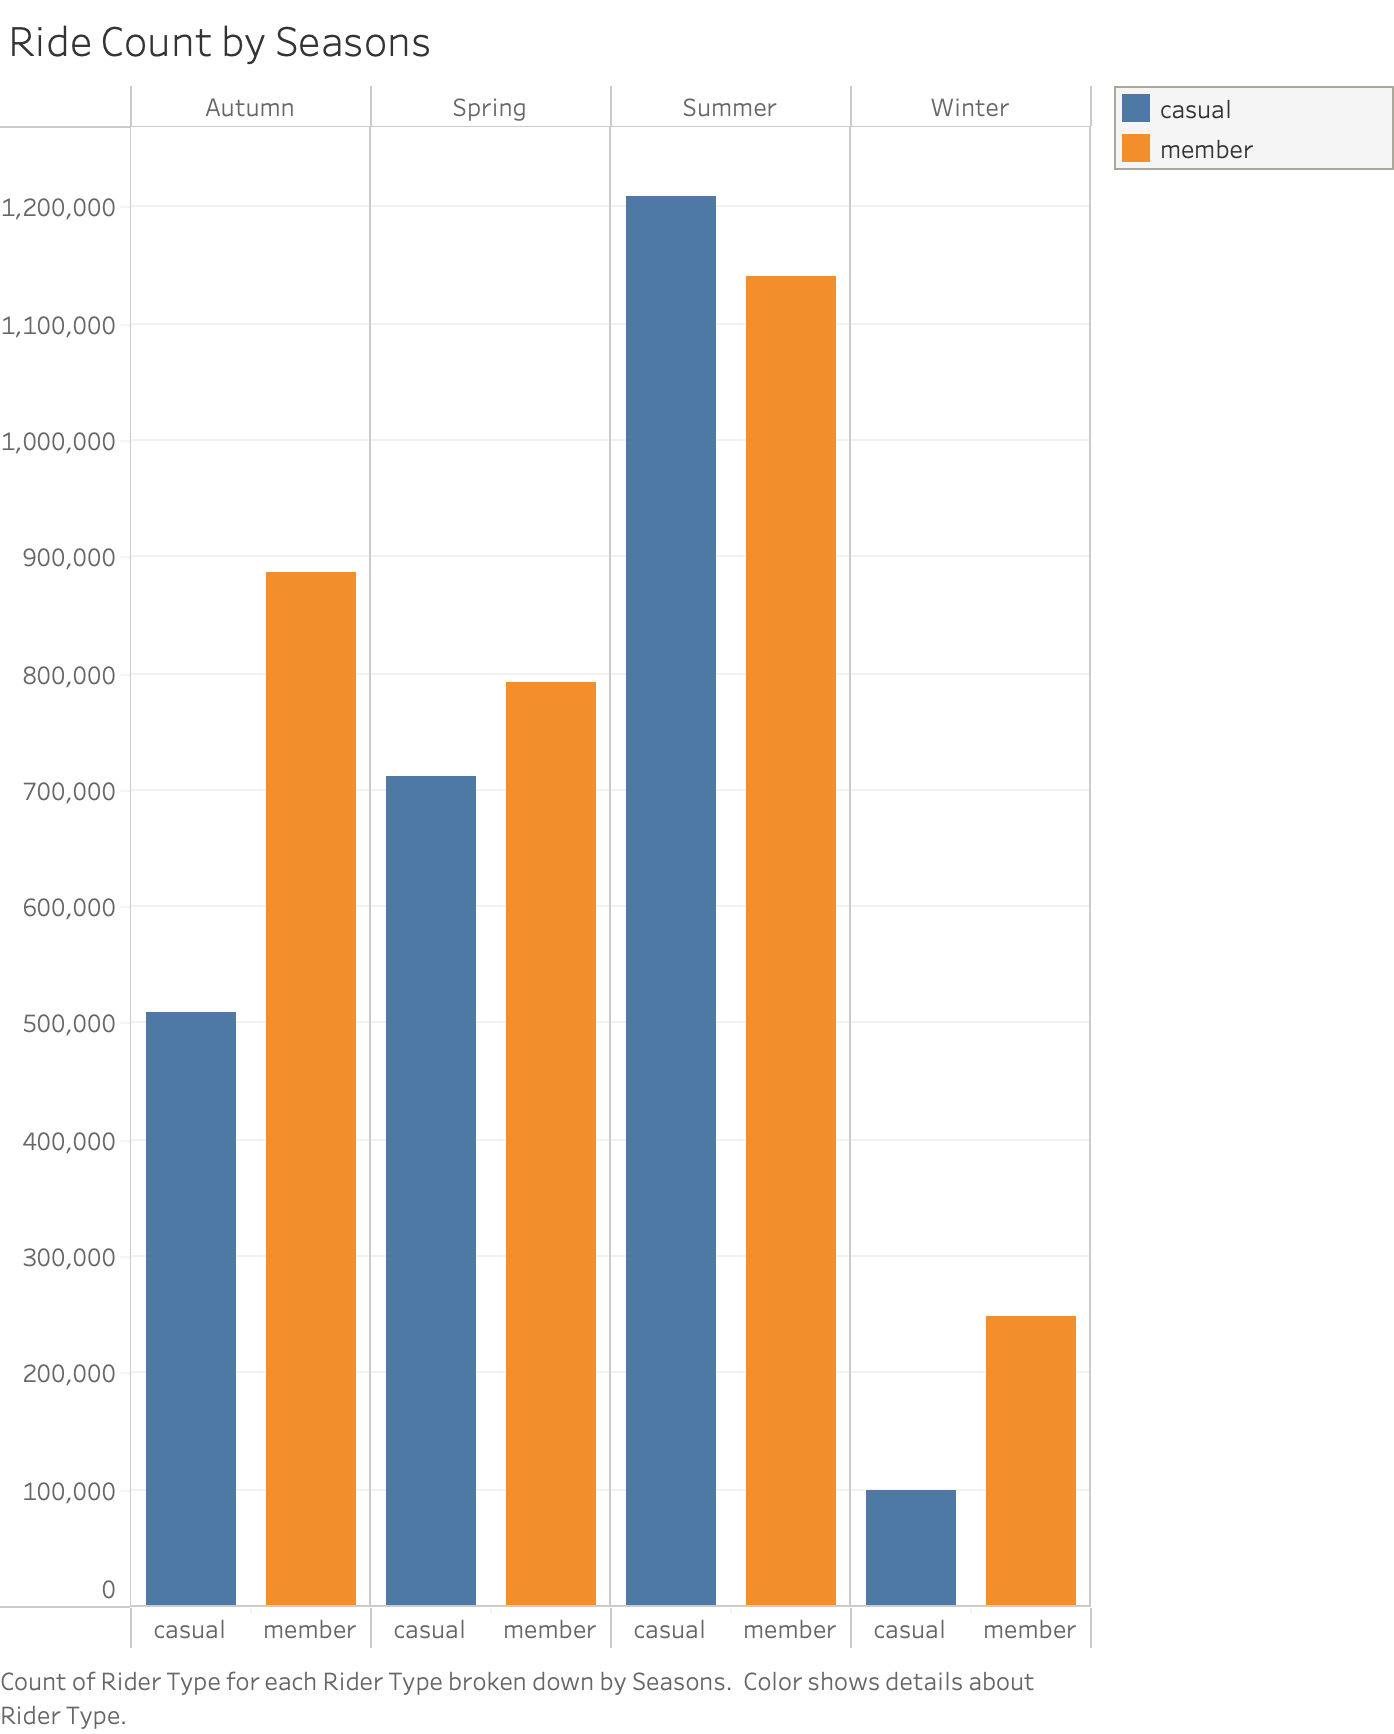 Ride Count by Seasons
Autumn Spring Summer Winter
casual
member
1,200,000
1,100,000
1,000,000
900,000
800,000
700,000
600,000
500,000
400,000
300,000
200,000
100,000
0
casual member casual member casual member casual member
Count of Rider Type for each Rider Type broken down by Seasons. Color shows details about
Rider Type.